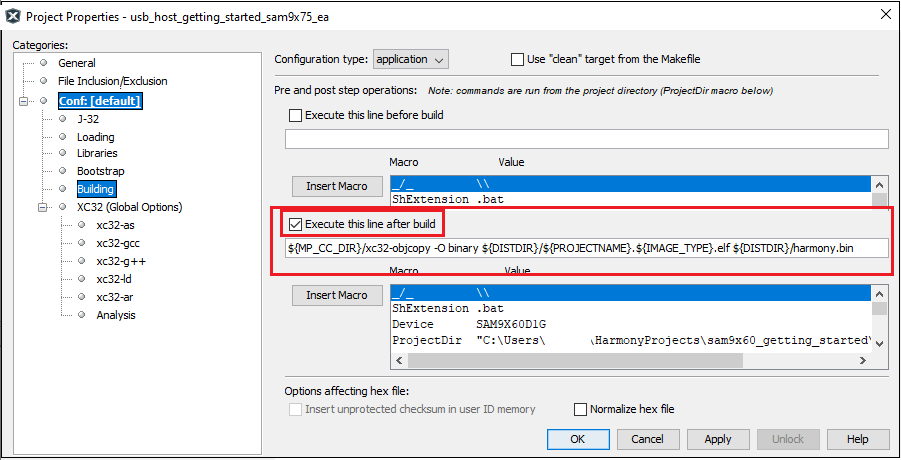 Project Properties - usb_host_getting_started_sam9x75_ea
Categories:
General
File Inclusion/Exclusion
Conf: [default]
J-32
Loading
Libraries
Bootstrap
Building
XC32 (Global Options)
xc32-as
xc32-gcc
xc32-g++
xc32-ld
xc32-ar
Analysis
Configuration type: application Use "clean" target from the Makefile
Pre and post step operations: Note: commands are run from the project directory (ProjectDir macro below)
Execute this line before build
Macro Value
Insert Macro
_/_ \\
ShExtension .bat
Execute this line after build
${MP_CC_DIR}/xc32-objcopy -O binary ${DISTDIR}/${PROJECTNAME}.${IMAGE_TYPE}.elf ${DISTDIR}/harmony.bin
Macro Value
Insert Macro
_/_ \\
ShExtension .bat
Device SAM9X60D1G
ProjectDir "C:\Users\ \HarmonyProjects\sam9x60_getting_started\
Options affecting hex file:
Insert unprotected checksum in user ID memory Normalize hex file
OK Cancel Apply Unlock Help